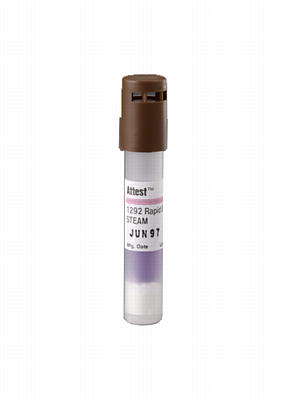 Attest™
1292 Rapid
STEAM
JUN 97
Mfg. Date